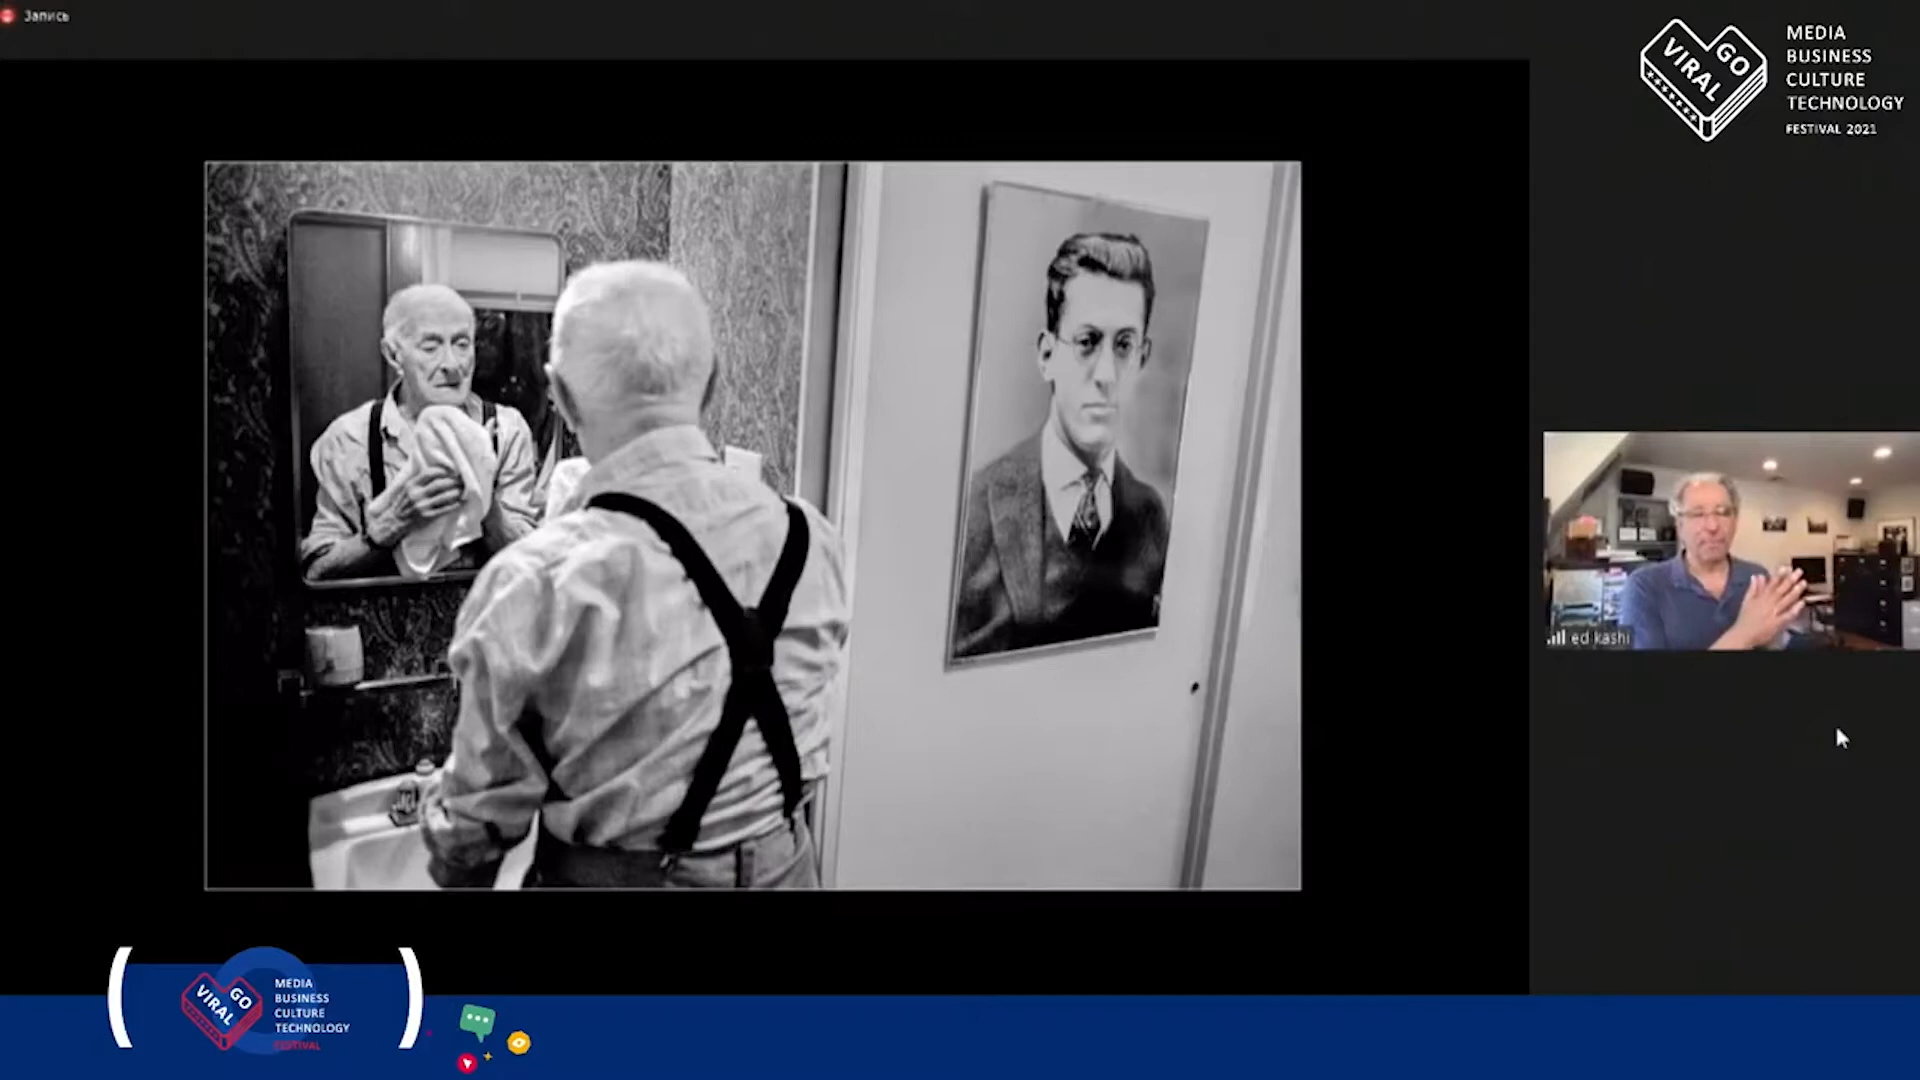 Запись
VIRAL
GO
MEDIA
BUSINESS
CULTURE
TECHNOLOGY
FESTIVAL 2021
ed kashi
VIRAL
GO
MEDIA
BUSINESS
CULTURE
TECHNOLOGY
FESTIVAL